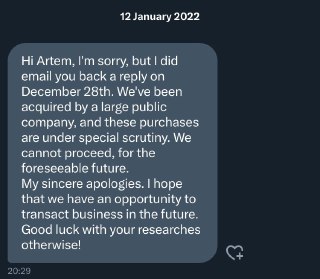 12 January 2022
Hi Artem, I'm sorry, but I did
email you back a reply on
December 28th. We've been
acquired by a large public
company, and these purchases
are under special scrutiny. We
cannot proceed, for the
foreseeable future.
My sincere apologies. I hope
that we have an opportunity to
transact business in the future.
Good luck with your researches
otherwise!
20:29